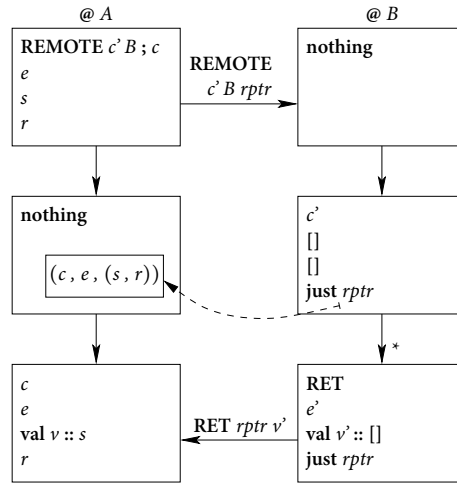 @ A
@ B
REMOTE c’ B ; c
e
s
r
REMOTE
c’ B rptr
nothing
nothing
(c , e , (s , r))
c’
[]
[]
just rptr
*
c
e
val v :: s
r
RET rptr v’
RET
e’
val v’ :: []
just rptr